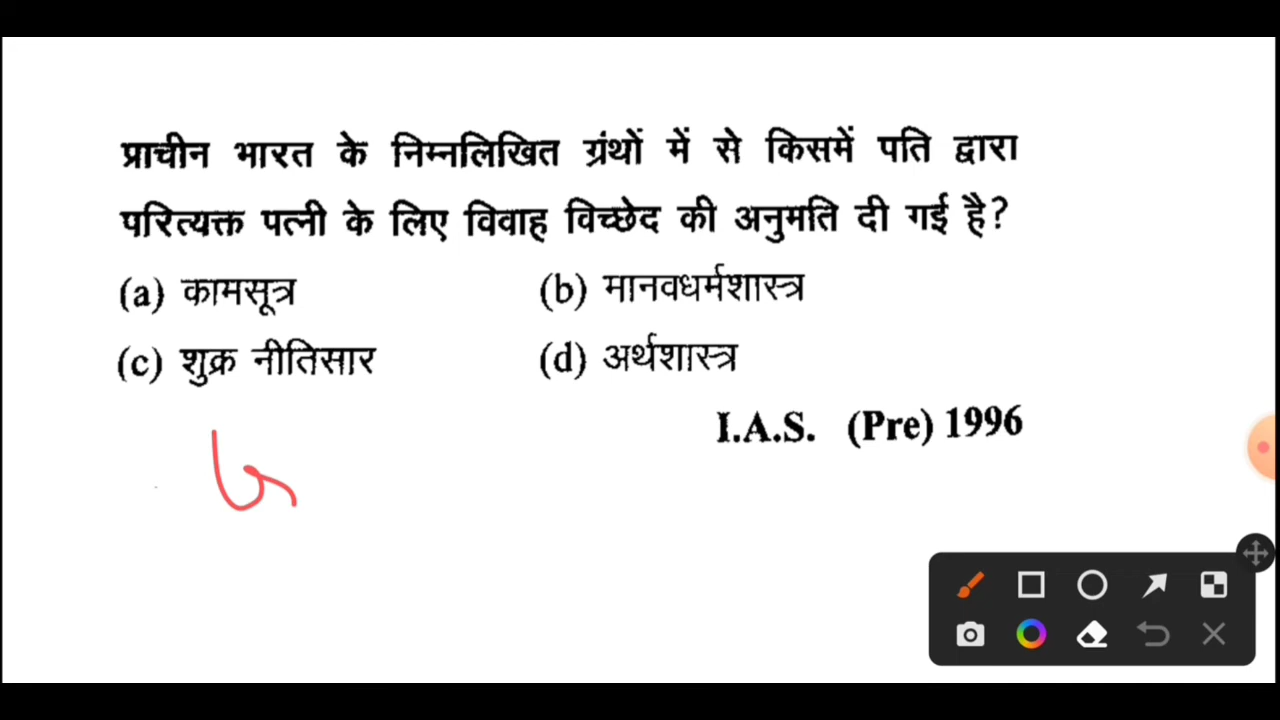 प्राचीन भारत के निम्नलिखित ग्रंथों में से किसमें पति द्वारा
परित्यक्त पत्नी के लिए विवाह विच्छेद की अनुमति दी गई है?
(a) कामसूत्र (b) मानवधर्मशास्त्र
(c) शुक्र नीतिसार (d) अर्थशास्त्र
I.A.S. (Pre) 1996